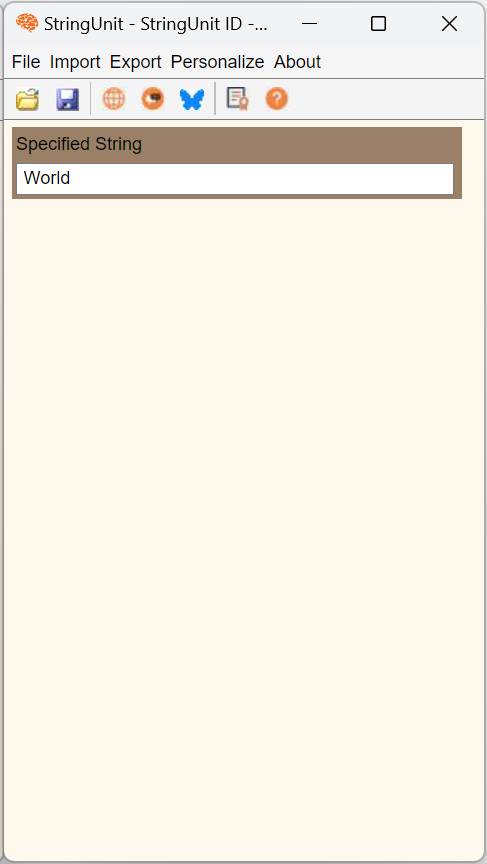 StringUnit - StringUnit ID -...
File Import Export Personalize About
Specified String
World